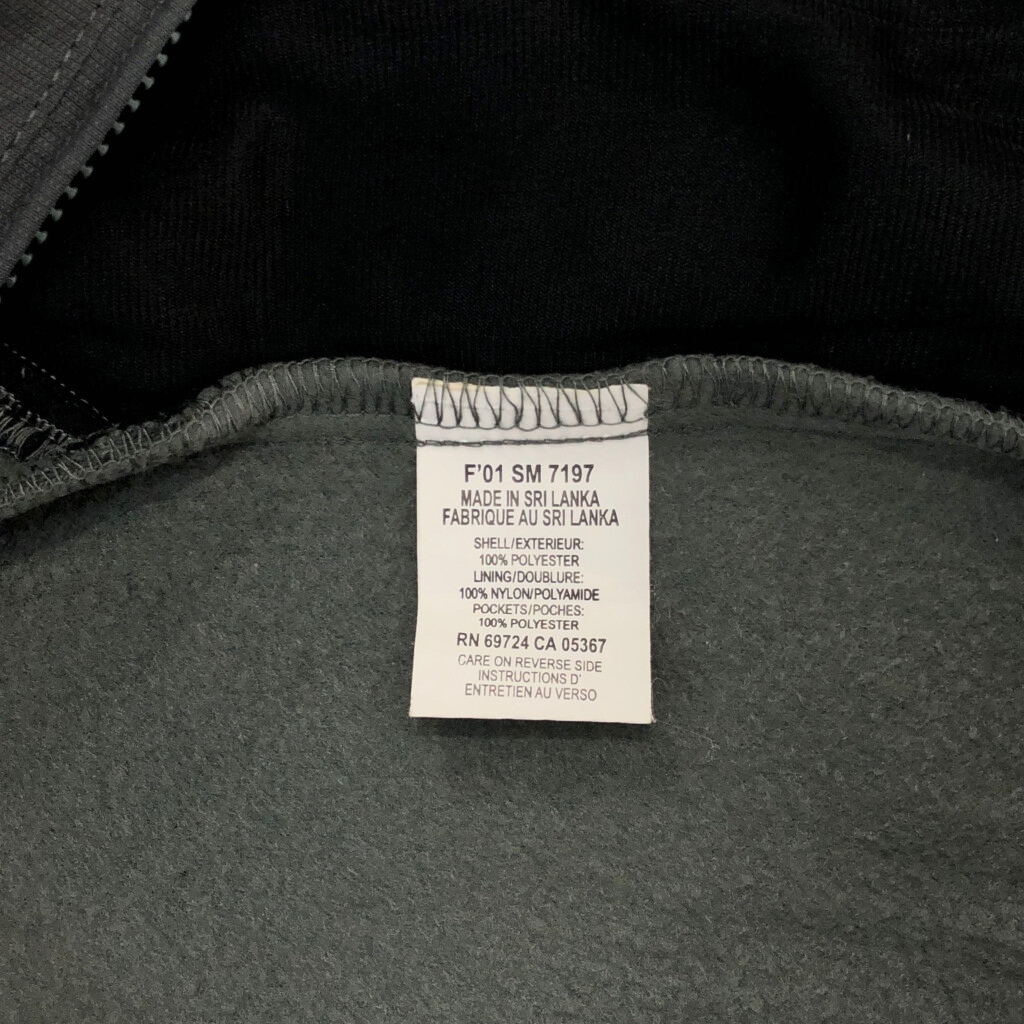 F'01 SM 7197
MADE IN SRI LANKA
FABRIQUE AU SRI LANKA
SHELL/EXTERIEUR:
100% POLYESTER
LINING/DOUBLURE:
100% NYLON/POLYAMIDE
POCKETS/POCHES:
100% POLYESTER
RN 69724 CA 05367
CARE ON REVERSE SIDE
INSTRUCTIONS D'
ENTRETIEN AU VERSO